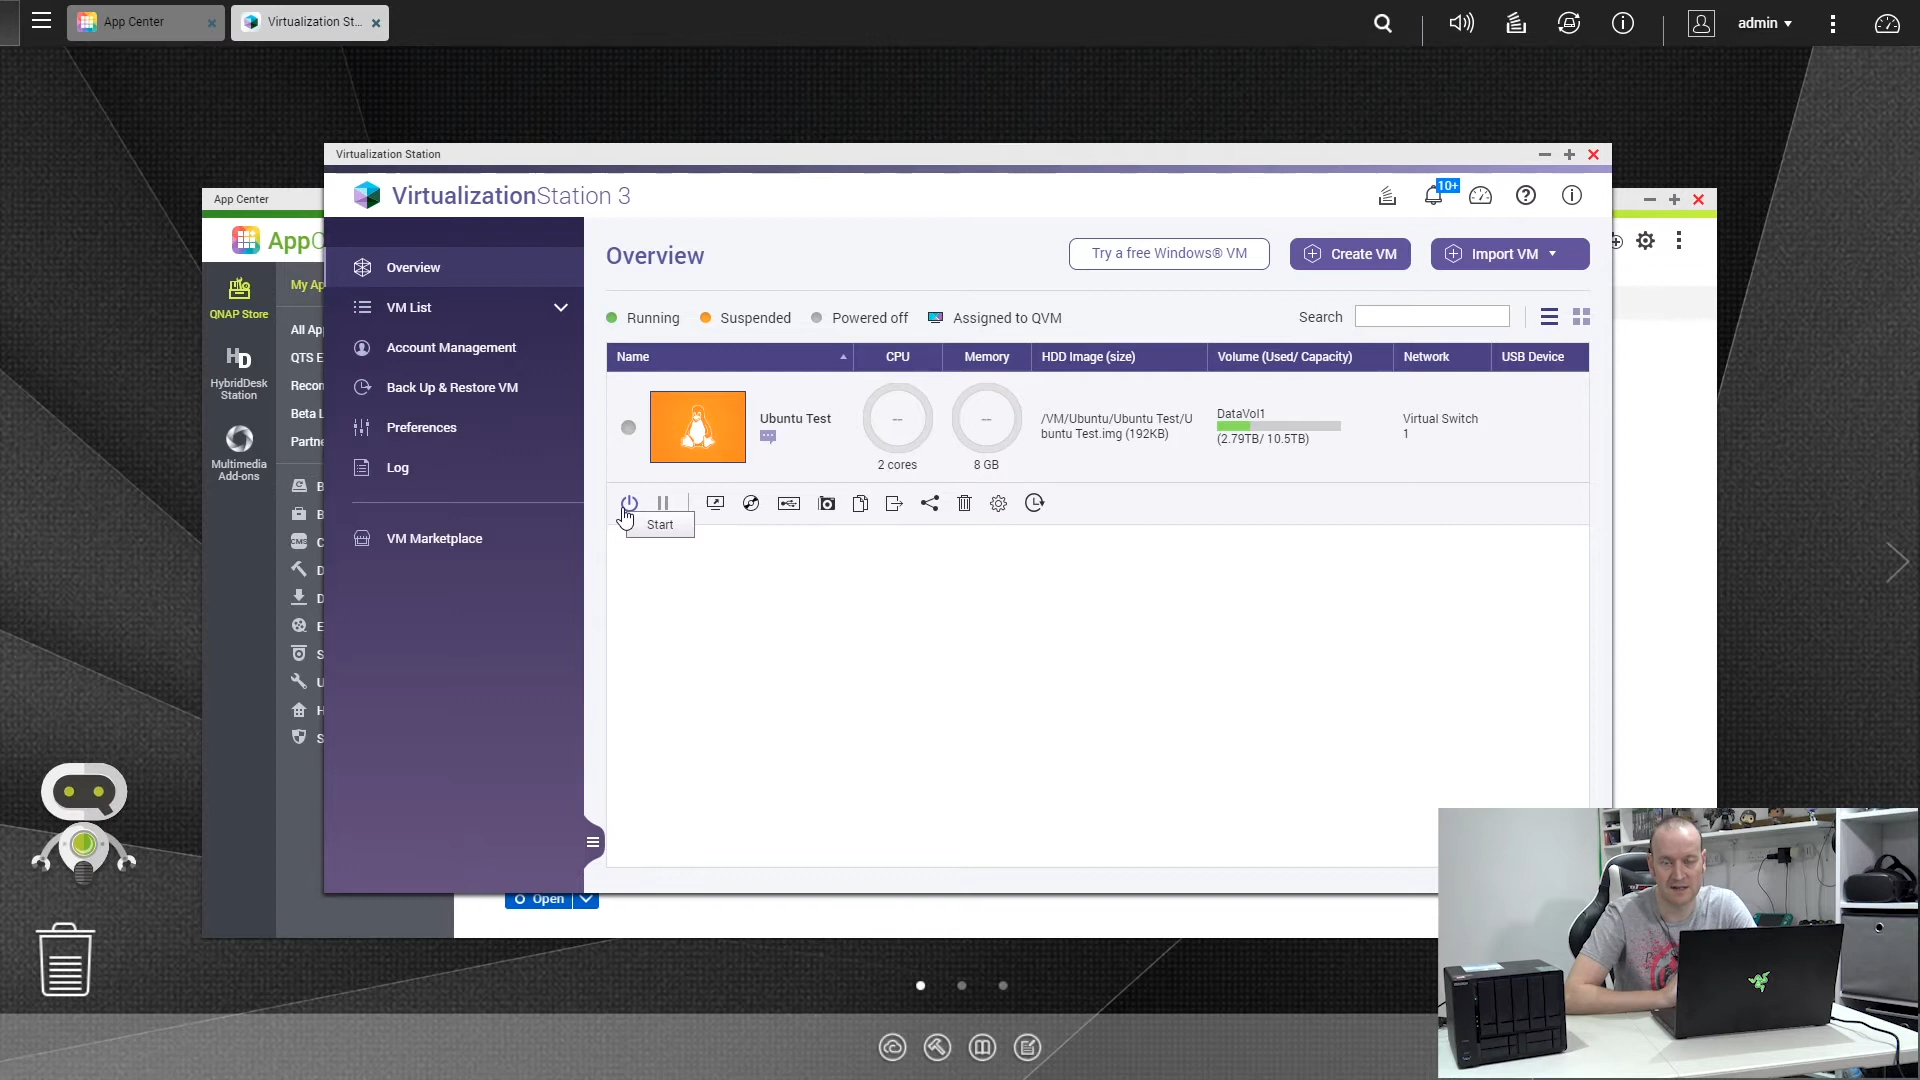 App Center
Virtualization St...
admin
Virtualization Station
App Center
VirtualizationStation 3
10+
AppC
QNAP Store
HybridDesk
Station
Multimedia
Add-ons
My Ap
All App
QTS E
Recon
Beta L
Partne
B
B
CMS
C
D
D
E
S
U
H
S
Overview
VM List
Account Management
Back Up & Restore VM
Preferences
Log
VM Marketplace
Overview
Try a free Windows® VM
Create VM
Import VM
Running
Suspended
Powered off
Assigned to QVM
Search
Name
CPU
Memory
HDD Image (size)
Volume (Used/ Capacity)
Network
USB Device
Ubuntu Test
--
2 cores
--
8 GB
/VM/Ubuntu/Ubuntu Test/U
buntu Test.img (192KB)
DataVol1
(2.79TB/ 10.5TB)
Virtual Switch
1
Start
Open